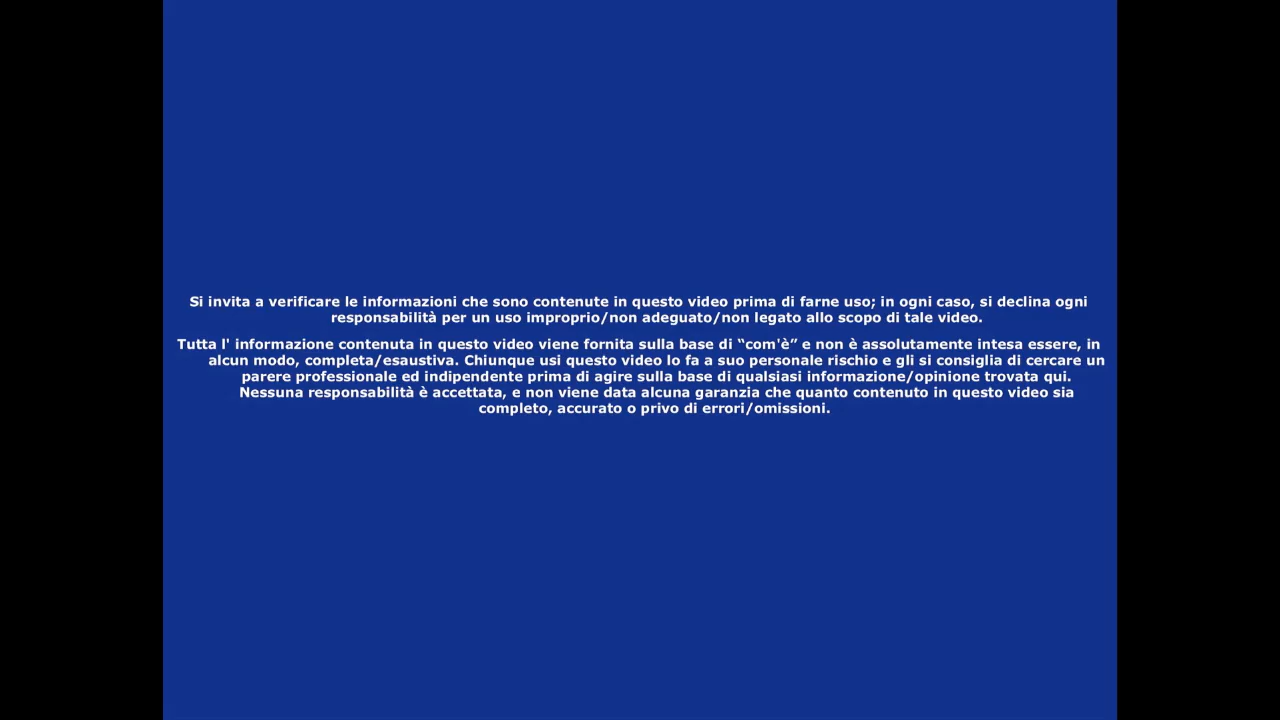 Si invita a verificare le informazioni che sono contenute in questo video prima di farne uso; in ogni caso, si declina ogni
responsabilità per un uso improprio/non adeguato/non legato allo scopo di tale video.
Tutta l' informazione contenuta in questo video viene fornita sulla base di “com'è” e non è assolutamente intesa essere, in
alcun modo, completa/esaustiva. Chiunque usi questo video lo fa a suo personale rischio e gli si consiglia di cercare un
parere professionale ed indipendente prima di agire sulla base di qualsiasi informazione/opinione trovata qui.
Nessuna responsabilità è accettata, e non viene data alcuna garanzia che quanto contenuto in questo video sia
completo, accurato o privo di errori/omissioni.